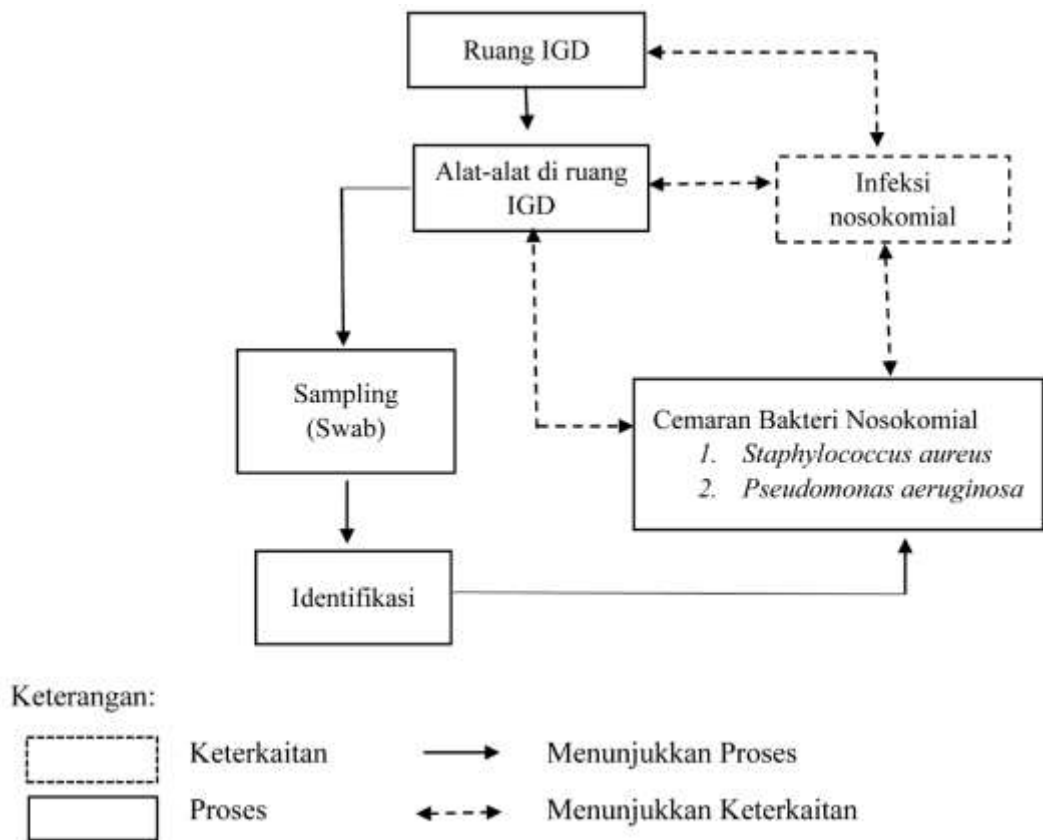 Ruang IGD
Alat-alat di ruang
IGD
Infeksi
nosokomial
Sampling
(Swab)
Cemaran Bakteri Nosokomial
1. Staphylococcus aureus
2. Pseudomonas aeruginosa
Identifikasi
Keterangan:
Keterkaitan
Menunjukkan Proses
Proses
Menunjukkan Keterkaitan